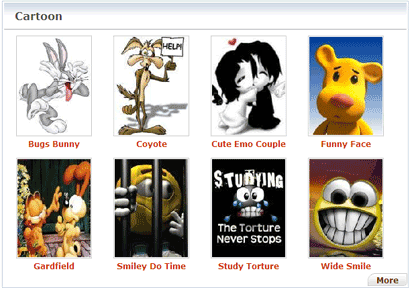 Cartoon
HELP!
Bugs Bunny
Coyote
Cute Emo Couple
Funny Face
STUDYING
The Torture
Never Stops
Gardfield
Smiley Do Time
Study Torture
Wide Smile
More